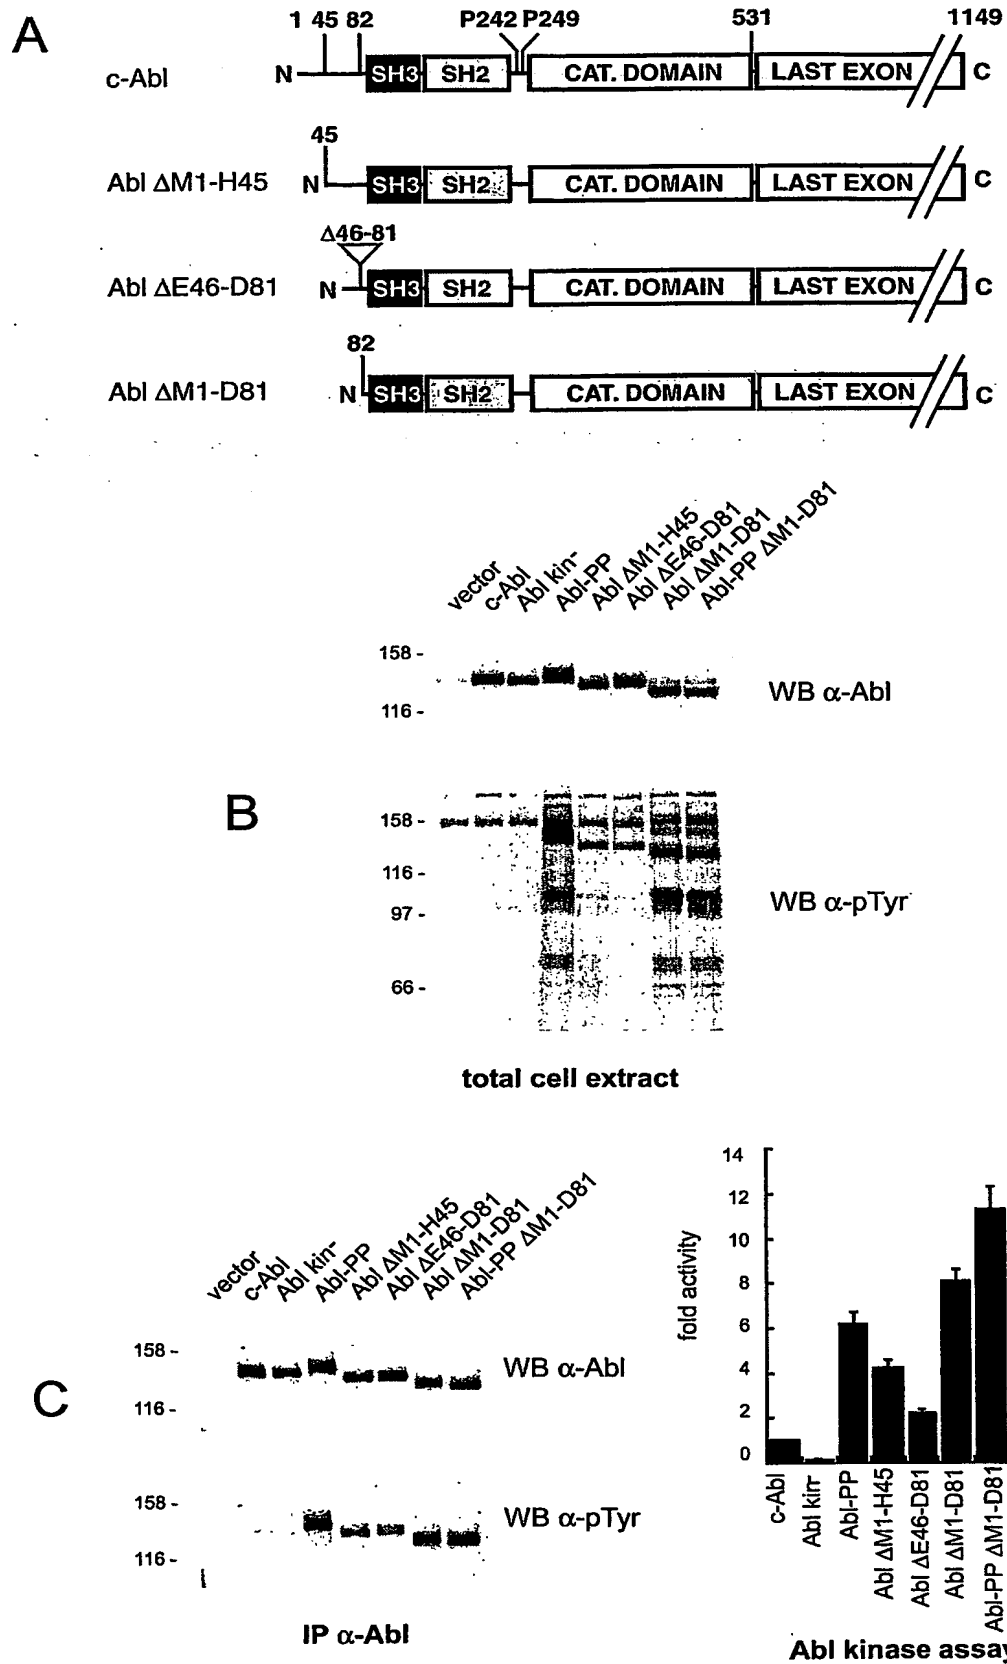 A
1 45 82 P242 P249 531 1149
c-Abl N SH3 SH2 CAT. DOMAIN LAST EXON C
45
Abl ΔM1-H45 N SH3 SH2 CAT. DOMAIN LAST EXON C
Δ46-81
Abl ΔE46-D81 N SH3 SH2 CAT. DOMAIN LAST EXON C
82
Abl ΔM1-D81 N SH3 SH2 CAT. DOMAIN LAST EXON C
vector
c-Abl
Abl kin-
Abl-PP
Abl ΔM1-H45
Abl ΔE46-D81
Abl ΔM1-D81
Abl-PP ΔM1-D81
158 -
116 -
WB α-Abl
B
158 -
116 -
97 -
66 -
WB α-pTyr
total cell extract
C
vector
c-Abl
Abl kin-
Abl-PP
Abl ΔM1-H45
Abl ΔE46-D81
Abl ΔM1-D81
Abl-PP ΔM1-D81
158 -
116 -
WB α-Abl
158 -
116 -
WB α-pTyr
IP α-Abl
fold activity
14
12
10
8
6
4
2
0
c-Abl
Abl kin-
Abl-PP
Abl ΔM1-H45
Abl ΔE46-D81
Abl ΔM1-D81
Abl-PP ΔM1-D81
Abl kinase assay